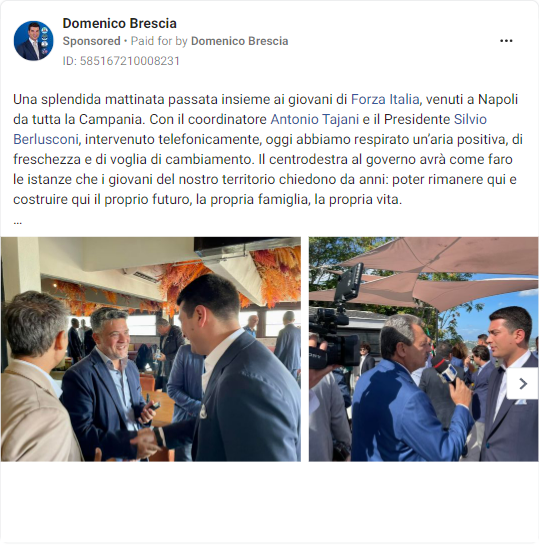 Domenico Brescia
Sponsored • Paid for by Domenico Brescia
ID: 585167210008231
Una splendida mattinata passata insieme ai giovani di Forza Italia, venuti a Napoli
da tutta la Campania. Con il coordinatore Antonio Tajani e il Presidente Silvio
Berlusconi, intervenuto telefonicamente, oggi abbiamo respirato un'aria positiva, di
freschezza e di voglia di cambiamento. Il centrodestra al governo avrà come faro
le istanze che i giovani del nostro territorio chiedono da anni: poter rimanere qui e
costruire qui il proprio futuro, la propria famiglia, la propria vita.
...